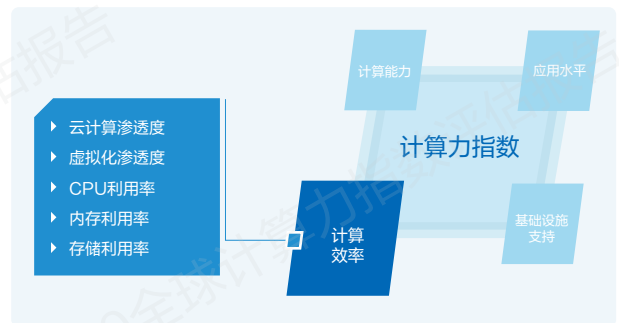 计算能力
应用水平
计算力指数
云计算渗透度
虚拟化渗透度
CPU利用率
内存利用率
存储利用率
计算
效率
基础设施
支持